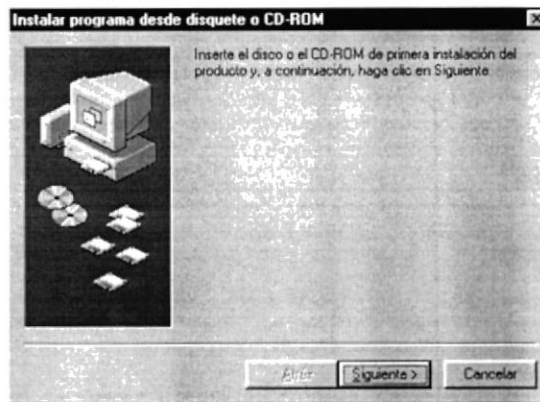 Instalar programa desde disquete o CD-ROM
Inserte el disco o el CD-ROM de primera instalación del
producto y, a continuación, haga clic en Siguiente.
Siguiente >
Cancelar